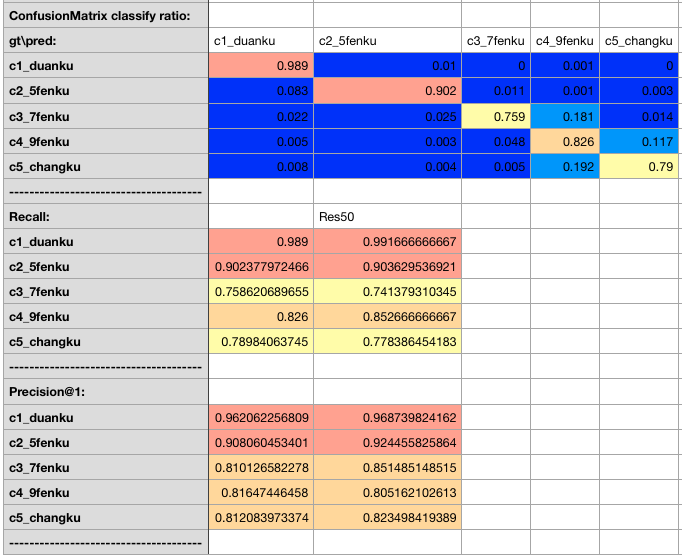 ConfusionMatrix classify ratio:
gt\pred: c1_duanku c2_5fenku c3_7fenku c4_9fenku c5_changku
c1_duanku 0.989 0.01 0 0.001 0
c2_5fenku 0.083 0.902 0.011 0.001 0.003
c3_7fenku 0.022 0.025 0.759 0.181 0.014
c4_9fenku 0.005 0.003 0.048 0.826 0.117
c5_changku 0.008 0.004 0.005 0.192 0.79
---------------------------------------
Recall: Res50
c1_duanku 0.989 0.991666666667
c2_5fenku 0.902377972466 0.903629536921
c3_7fenku 0.758620689655 0.741379310345
c4_9fenku 0.826 0.852666666667
c5_changku 0.78984063745 0.778386454183
---------------------------------------
Precision@1:
c1_duanku 0.962062256809 0.968739824162
c2_5fenku 0.908060453401 0.924455825864
c3_7fenku 0.810126582278 0.851485148515
c4_9fenku 0.81647446458 0.805162102613
c5_changku 0.812083973374 0.823498419389
---------------------------------------